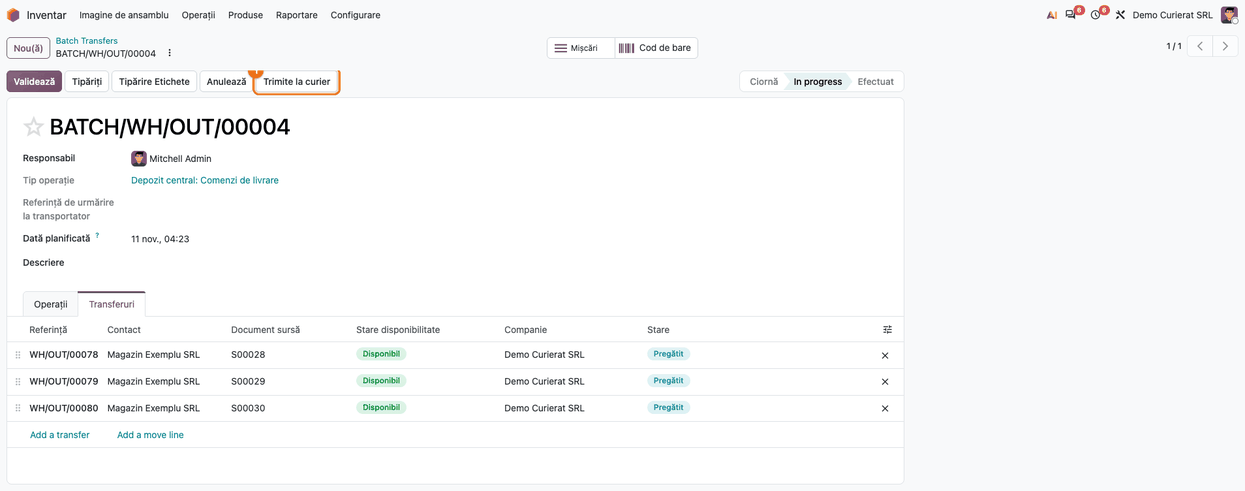 Inventar Imagine de ansamblu Operații Produse Raportare Configurare AI 6 6 Demo Curierat SRL
Nou(ă) Batch Transfers
BATCH/WH/OUT/00004
Mișcări Cod de bare 1 / 1
Validează Tipăriți Tipărire Etichete Anulează Trimite la curier Ciornă In progress Efectuat
BATCH/WH/OUT/00004
Responsabil Mitchell Admin
Tip operație Depozit central: Comenzi de livrare
Referință de urmărire
la transportator
Dată planificată ? 11 nov., 04:23
Descriere
Operații Transferuri
Referință Contact Document sursă Stare disponibilitate Companie Stare
WH/OUT/00078 Magazin Exemplu SRL S00028 Disponibil Demo Curierat SRL Pregătit
WH/OUT/00079 Magazin Exemplu SRL S00029 Disponibil Demo Curierat SRL Pregătit
WH/OUT/00080 Magazin Exemplu SRL S00030 Disponibil Demo Curierat SRL Pregătit
Add a transfer Add a move line